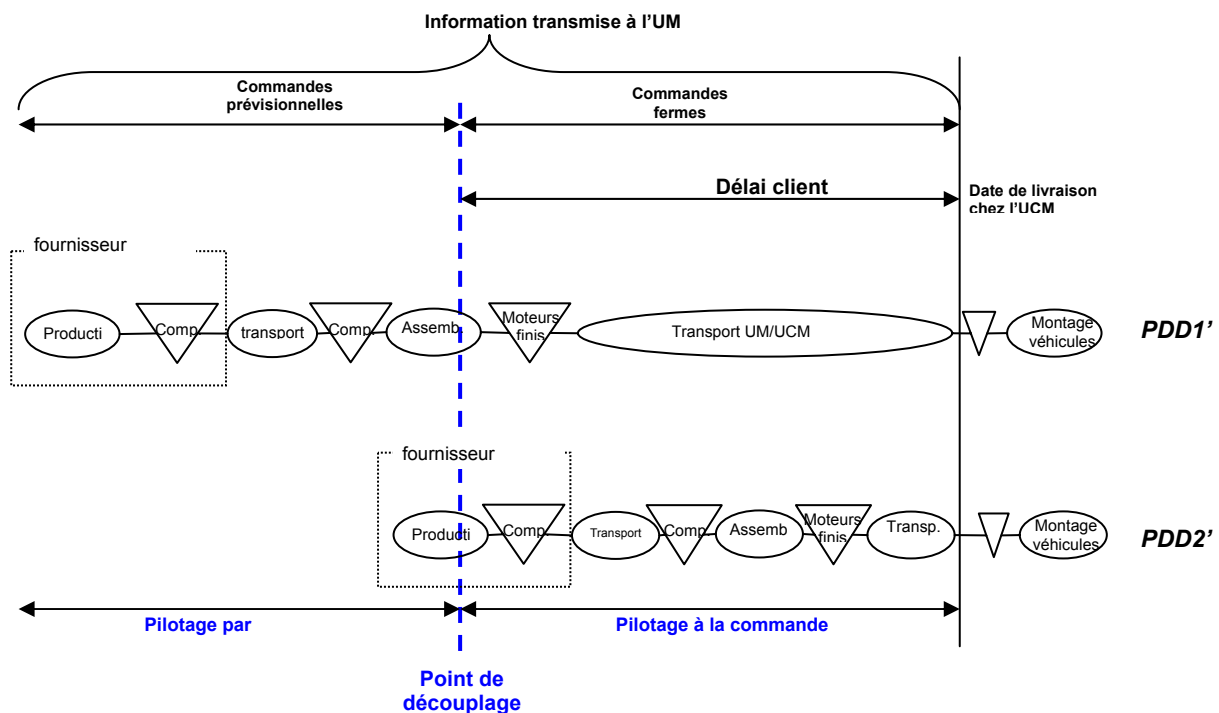 Information transmise à l'UM
Commandes
prévisionnelles
Commandes
fermes
Délai client
Date de livraison
chez l'UCM
fournisseur
Producti
Comp.
transport
Comp.
Assemb.
Moteurs
finis
Transport UM/UCM
Montage
véhicules
PDD1'
fournisseur
Producti
Comp.
Transport
Comp.
Assemb
Moteurs
finis
Transp.
Montage
véhicules
PDD2'
Pilotage par
Pilotage à la commande
Point de
découplage